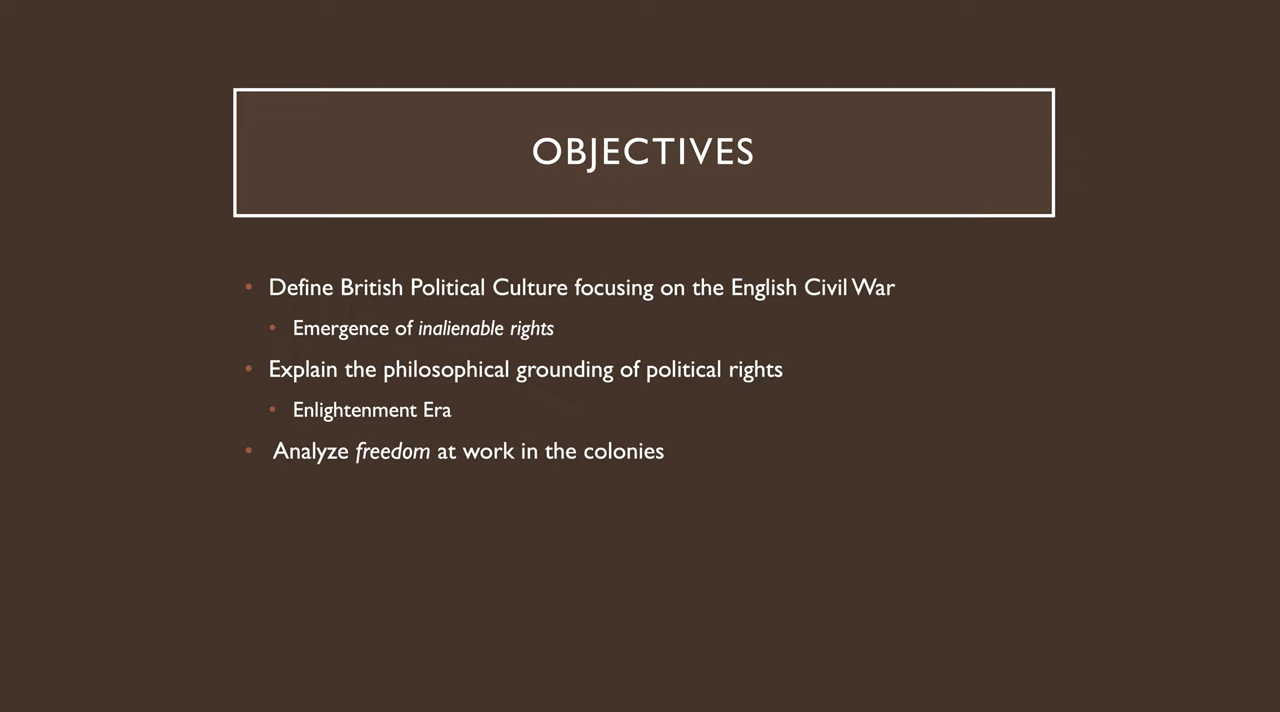 OBJECTIVES
• Define British Political Culture focusing on the English Civil War
• Emergence of inalienable rights
• Explain the philosophical grounding of political rights
• Enlightenment Era
• Analyze freedom at work in the colonies